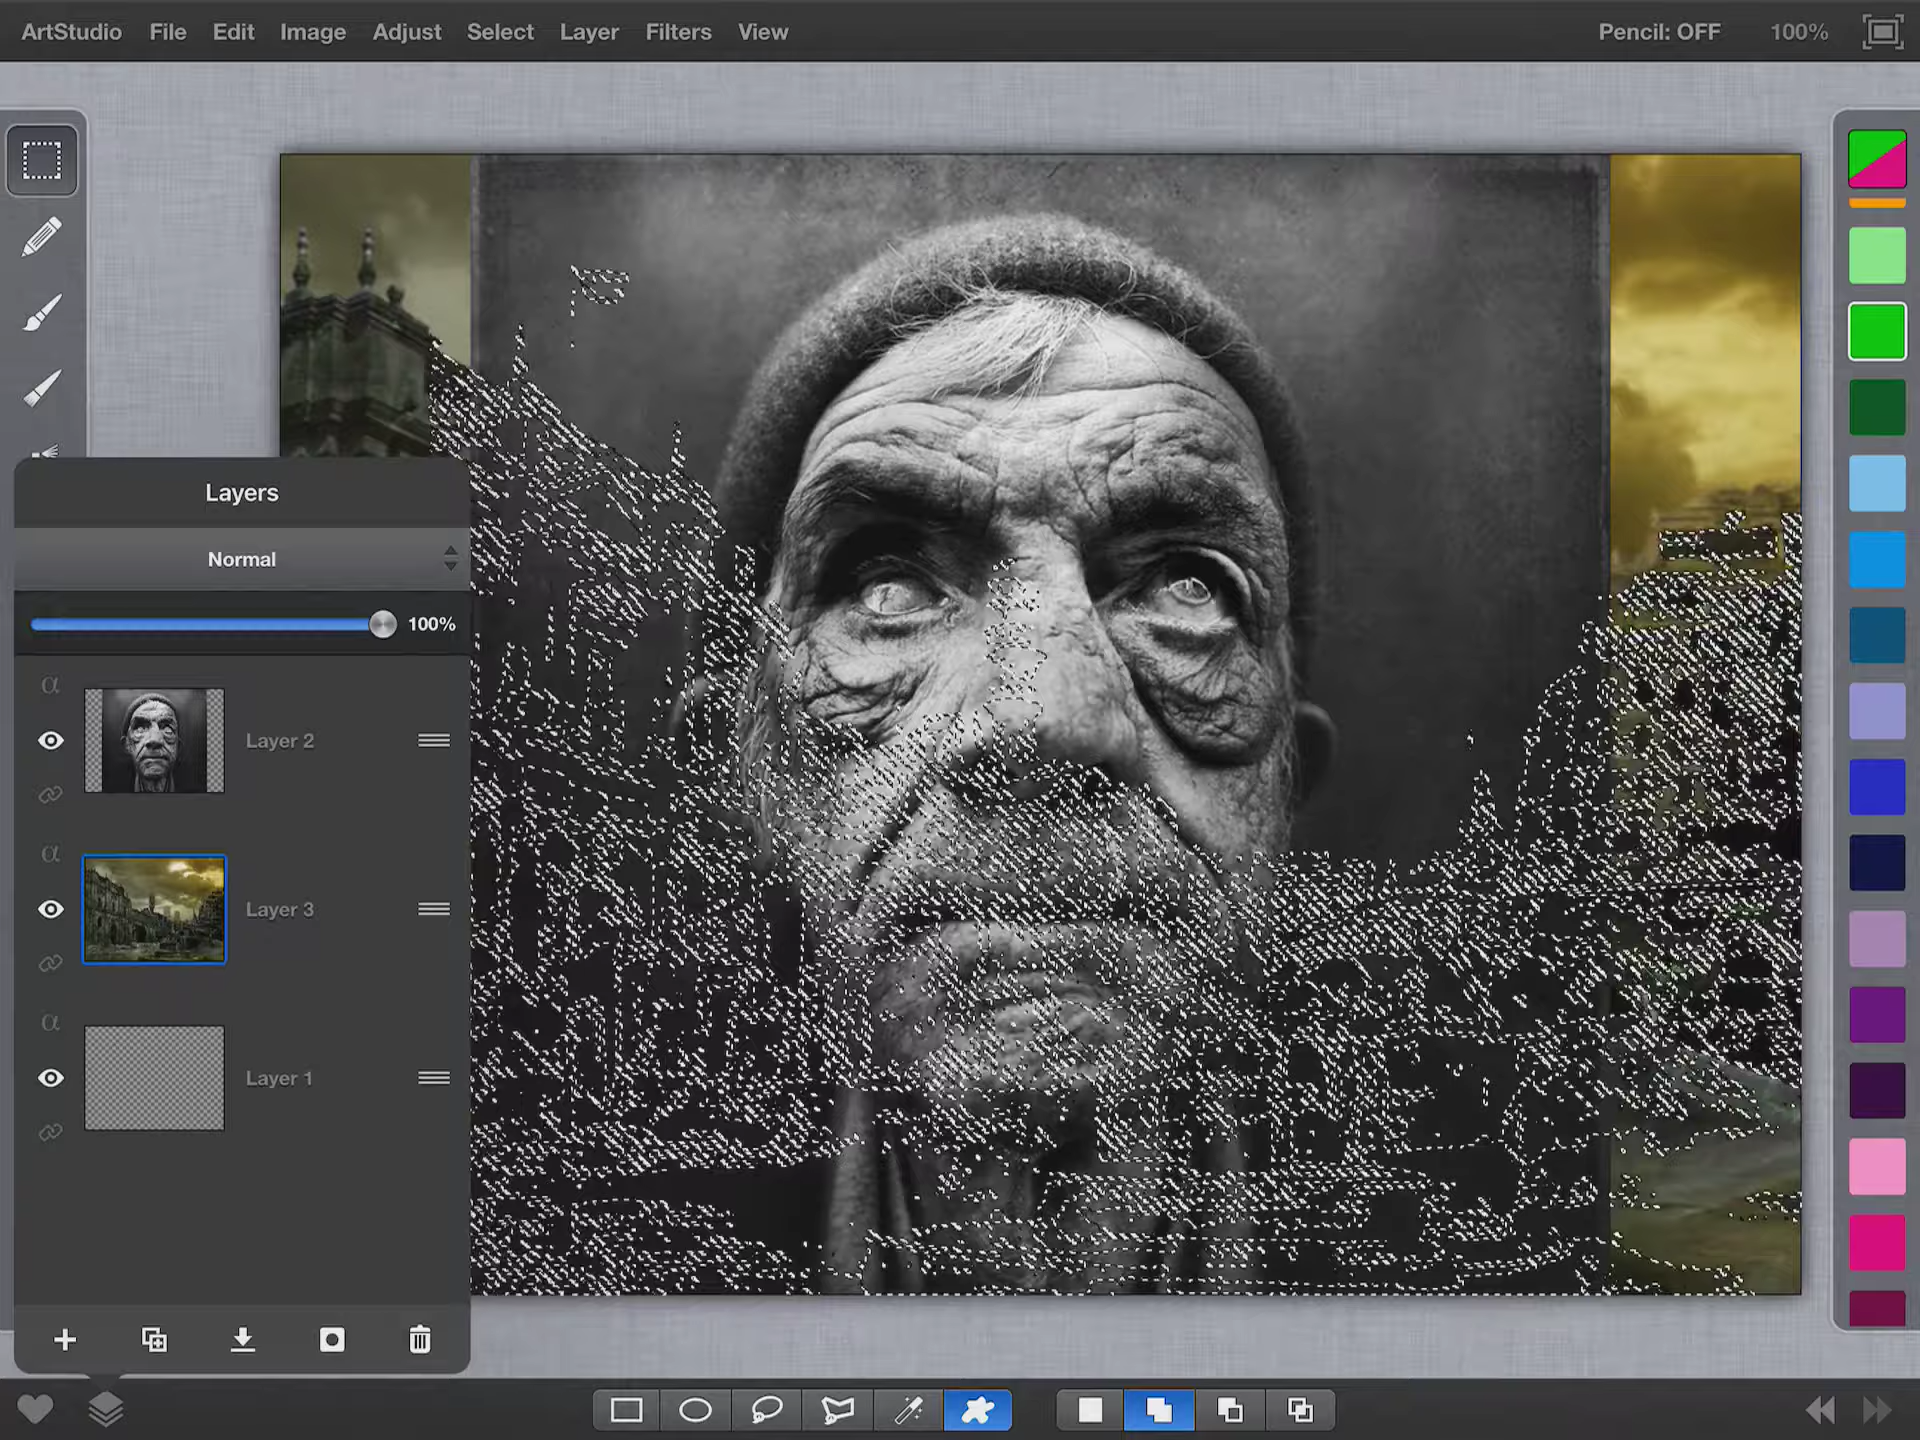 ArtStudio File Edit Image Adjust Select Layer Filters View Pencil: OFF 100%
Layers
Normal
100%
α
Layer 2
α
Layer 3
α
Layer 1